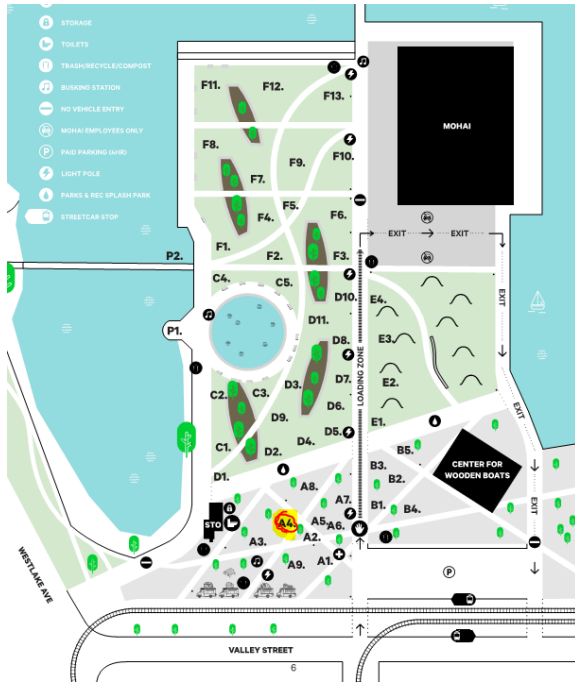 STORAGE
TOILETS
TRASH/RECYCLE/COMPOST
BUSKING STATION
NO VEHICLE ENTRY
MOHAI EMPLOYEES ONLY
P
PAID PARKING (4HR)
LIGHT POLE
PARKS & REC SPLASH PARK
STREETCAR STOP
F11.
F12.
F13.
MOHAI
F8.
F9.
F10.
F7.
F5.
F4.
F6.
F1.
F2.
F3.
EXIT
EXIT
P2.
C4.
C5.
D10.
E4.
EXIT
D11.
P1.
D8.
E3.
LOADING ZONE
D3.
D7.
E2.
C2.
C3.
D6.
D9.
EXIT
E1.
D5.
D4.
C1.
D2.
B5.
D1.
B3.
CENTER FOR
WOODEN BOATS
B2.
A8.
A7.
B1.
B4.
EXIT
STO
A4.
A5.
A6.
A3.
A2.
A1.
A9.
P
WESTLAKE AVE
VALLEY STREET
6